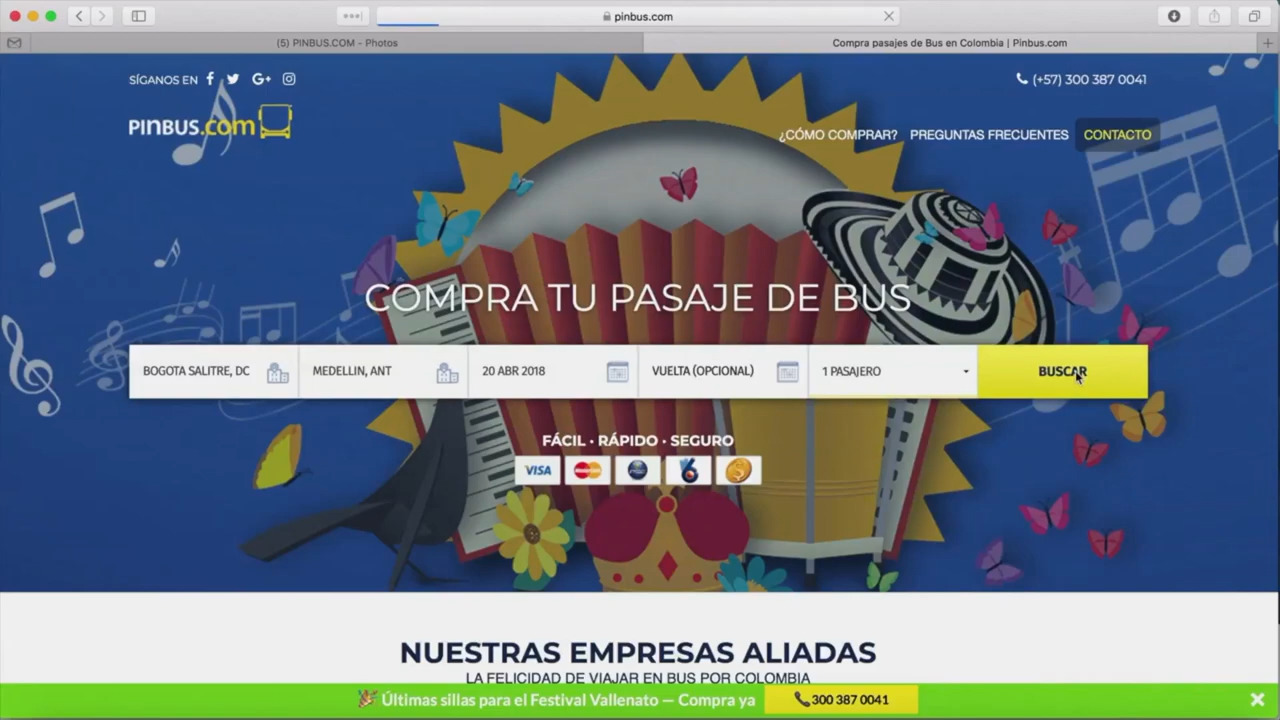 pinbus.com
(5) PINBUS.COM - Photos
Compra pasajes de Bus en Colombia | Pinbus.com
SÍGANOS EN
(+57) 300 387 0041
PINBUS.com
¿CÓMO COMPRAR?
PREGUNTAS FRECUENTES
CONTACTO
COMPRA TU PASAJE DE BUS
BOGOTA SALITRE, DC
MEDELLIN, ANT
20 ABR 2018
VUELTA (OPCIONAL)
1 PASAJERO
BUSCAR
FÁCIL · RÁPIDO · SEGURO
VISA
NUESTRAS EMPRESAS ALIADAS
LA FELICIDAD DE VIAJAR EN BUS POR COLOMBIA
Últimas sillas para el Festival Vallenato — Compra ya
300 387 0041